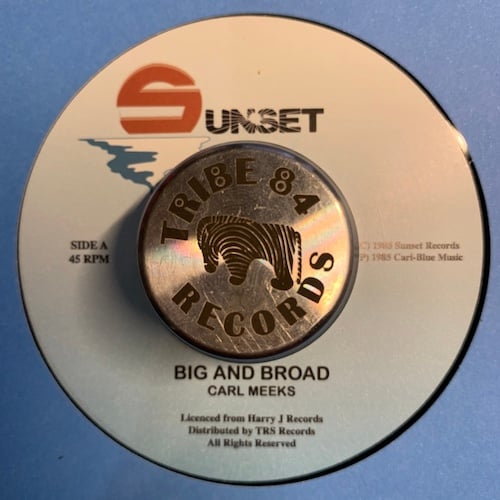 SUNSET
TRIBE 84
RECORDS
SIDE A
45 RPM
(C) 1985 Sunset Records
(P) 1985 Cari-Blue Music
BIG AND BROAD
CARL MEEKS
Licenced from Harry J Records
Distributed by TRS Records
All Rights Reserved